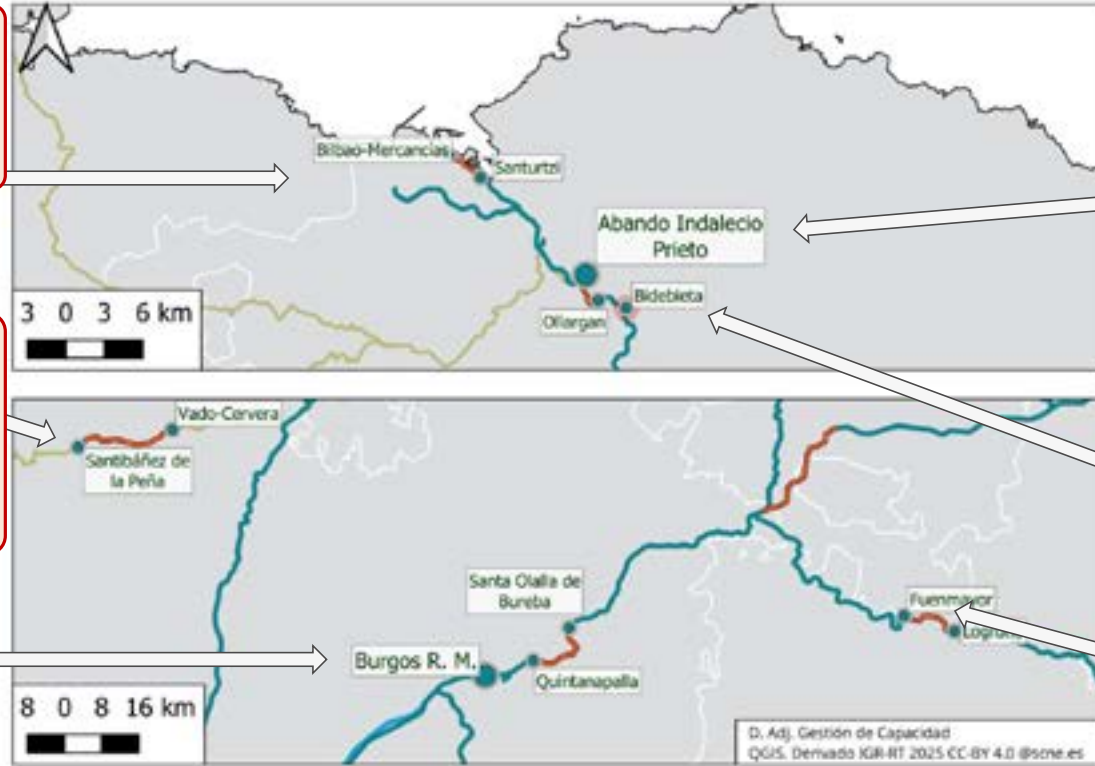 Bilbao-Mercancías
Santurtzi
Abando Indalecio
Prieto
Bidebieta
Ollargan
3 0 3 6 km
Vado-Cervera
Santibáñez de
la Peña
Santa Olalla de
Bureba
Fuenmayor
Logroño
Burgos R. M.
Quintanapalla
8 0 8 16 km
D. Adj. Gestión de Capacidad
QGIS. Derivado IGR-RT 2025 CC-BY 4.0 @scne.es